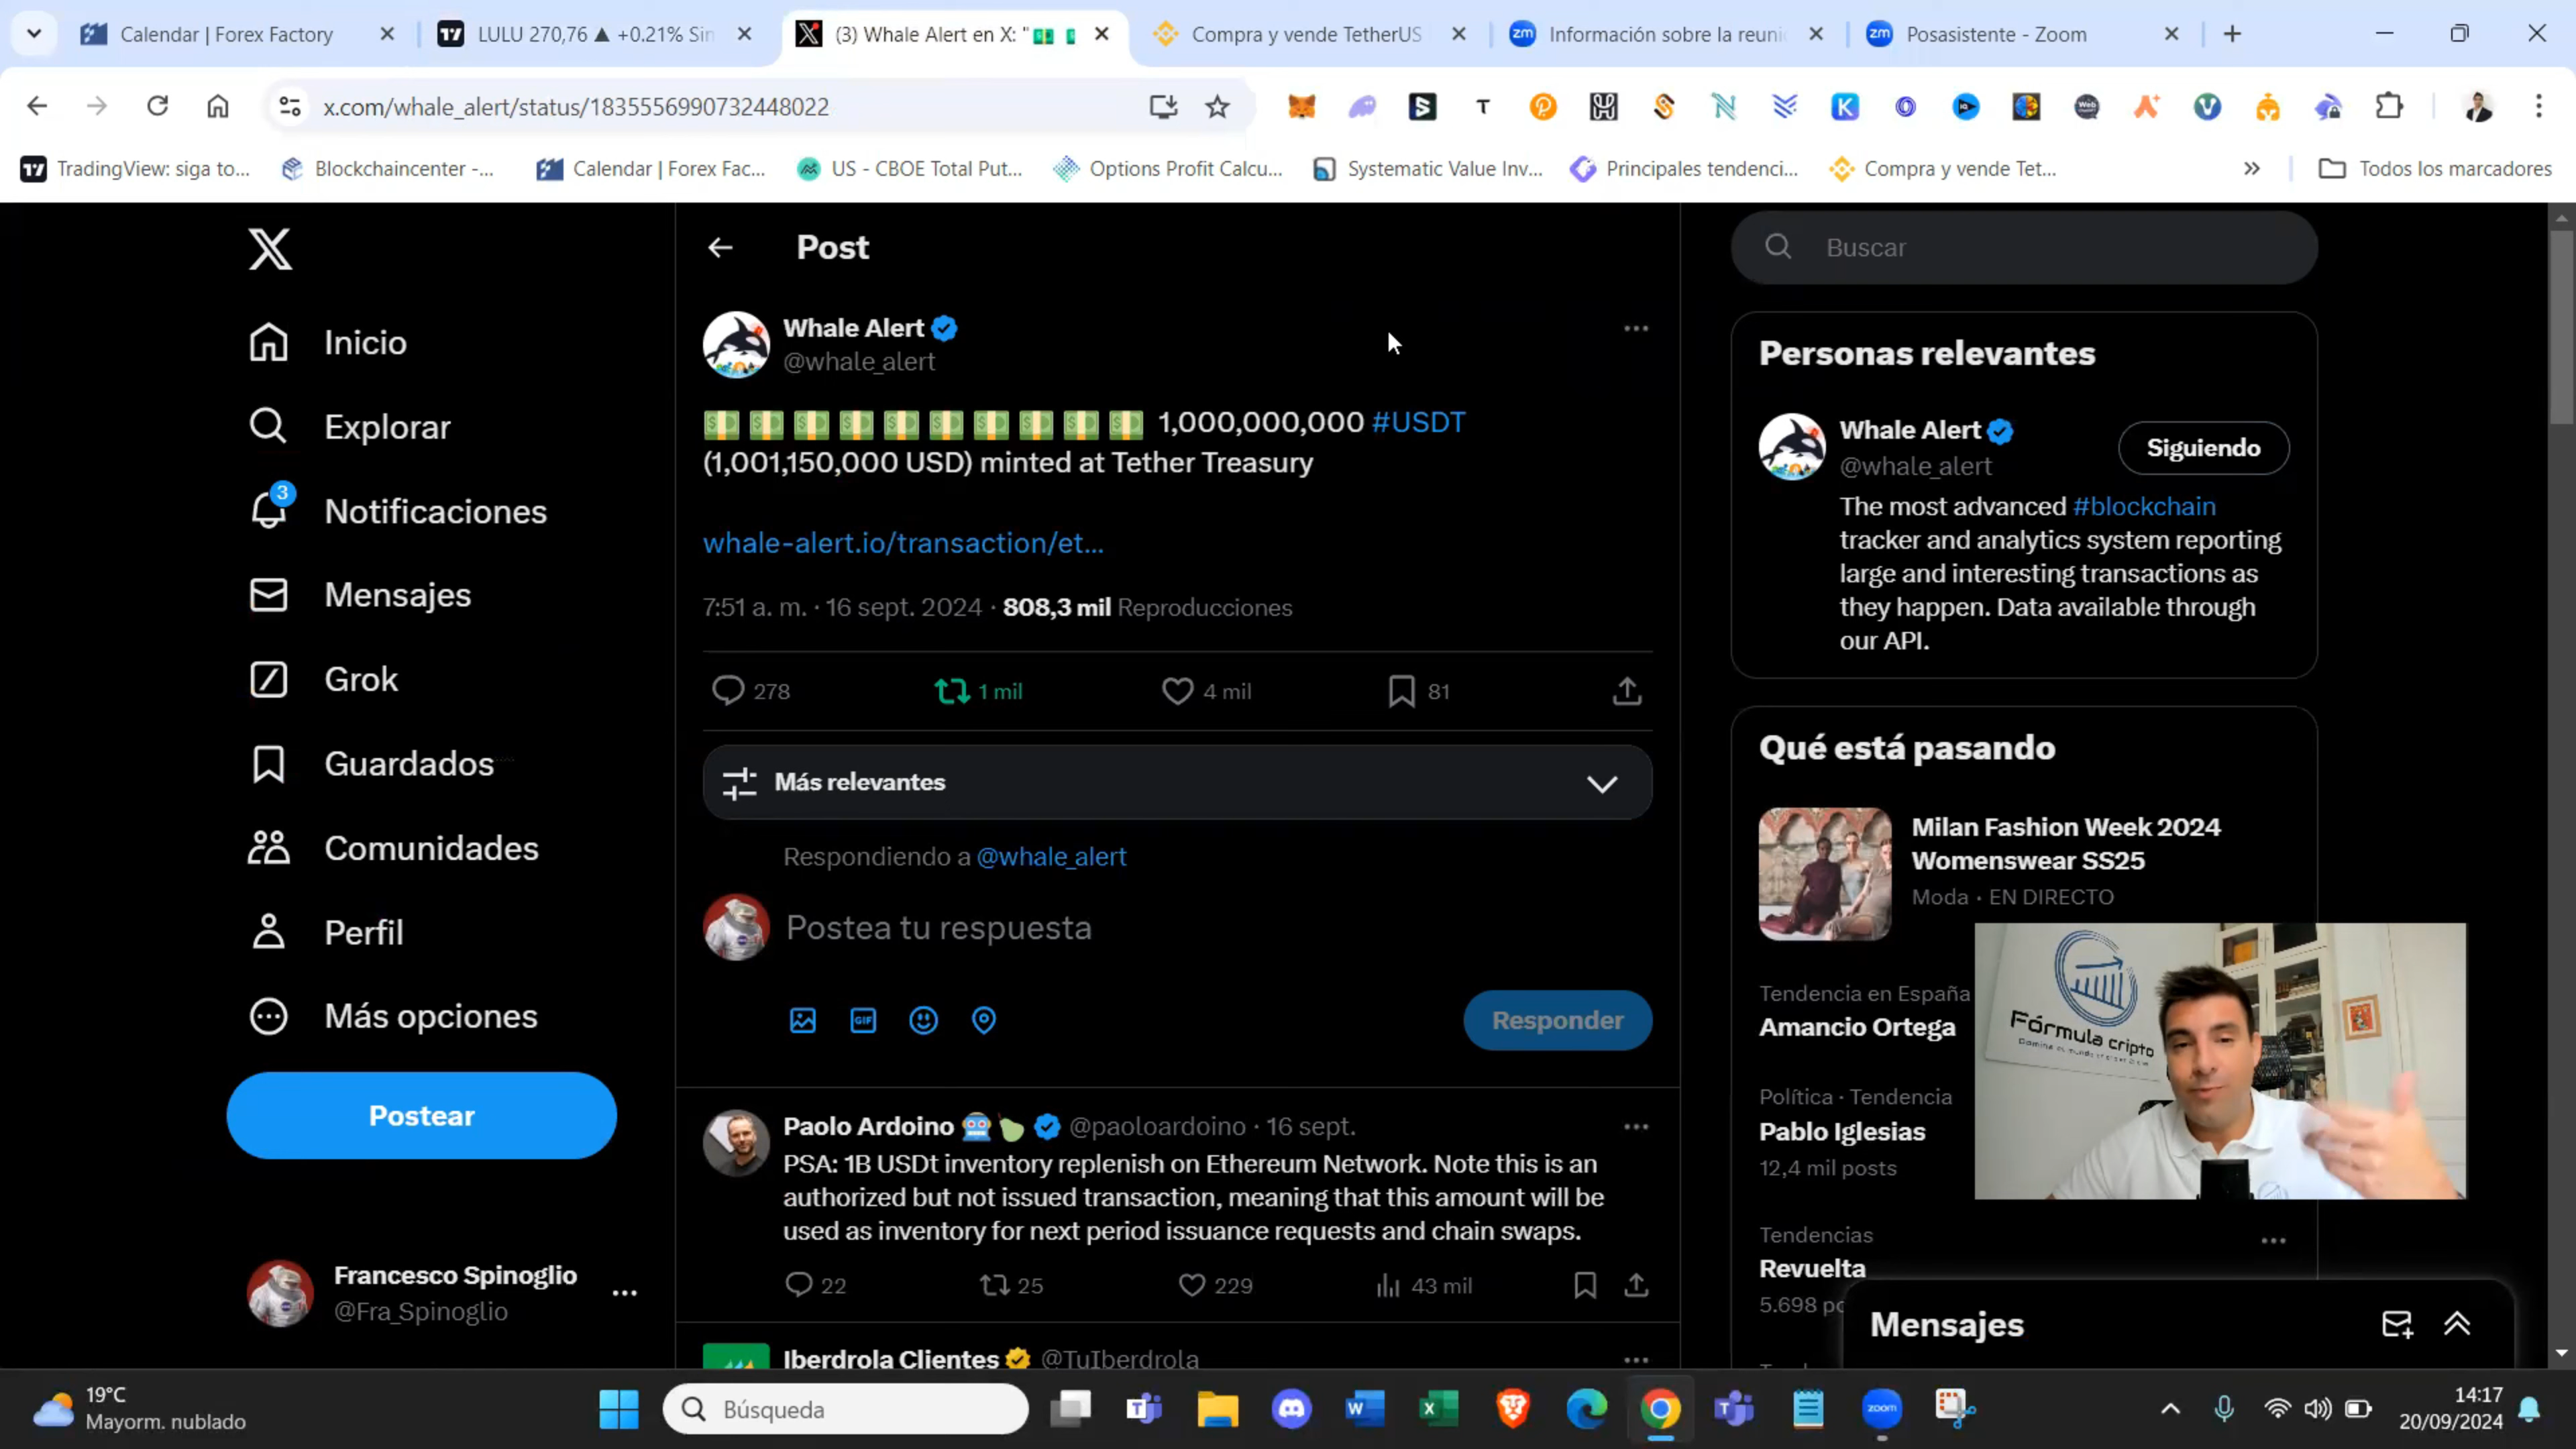 Calendar | Forex Factory
LULU 270,76 ▲ +0.21% Sin
(3) Whale Alert en X: "
Compra y vende TetherUS
Información sobre la reuni
Posasistente - Zoom
x.com/whale_alert/status/1835556990732448022
TradingView: siga to...
Blockchaincenter -...
Calendar | Forex Fac...
US - CBOE Total Put...
Options Profit Calcu...
Systematic Value Inv...
Principales tendenci...
Compra y vende Tet...
Todos los marcadores
Inicio
Explorar
3
Notificaciones
Mensajes
Grok
Guardados
Comunidades
Perfil
Más opciones
Postear
Francesco Spinoglio
@Fra_Spinoglio
Post
Whale Alert
@whale_alert
1,000,000,000 #USDT
(1,001,150,000 USD) minted at Tether Treasury
whale-alert.io/transaction/et...
7:51 a. m. · 16 sept. 2024 · 808,3 mil Reproducciones
278
1 mil
4 mil
81
Más relevantes
Respondiendo a @whale_alert
Postea tu respuesta
GIF
Responder
Paolo Ardoino @paoloardoino · 16 sept.
PSA: 1B USDt inventory replenish on Ethereum Network. Note this is an
authorized but not issued transaction, meaning that this amount will be
used as inventory for next period issuance requests and chain swaps.
22
25
229
43 mil
Iberdrola Clientes @TuIberdrola
Buscar
Personas relevantes
Whale Alert
@whale_alert
Siguiendo
The most advanced #blockchain
tracker and analytics system reporting
large and interesting transactions as
they happen. Data available through
our API.
Qué está pasando
Milan Fashion Week 2024
Womenswear SS25
Moda · EN DIRECTO
Tendencia en España
Amancio Ortega
Política · Tendencia
Pablo Iglesias
12,4 mil posts
Tendencias
Revuelta
5.698
Fórmula cripto
Mensajes
19°C
Mayorm. nublado
Búsqueda
zoom
14:17
20/09/2024